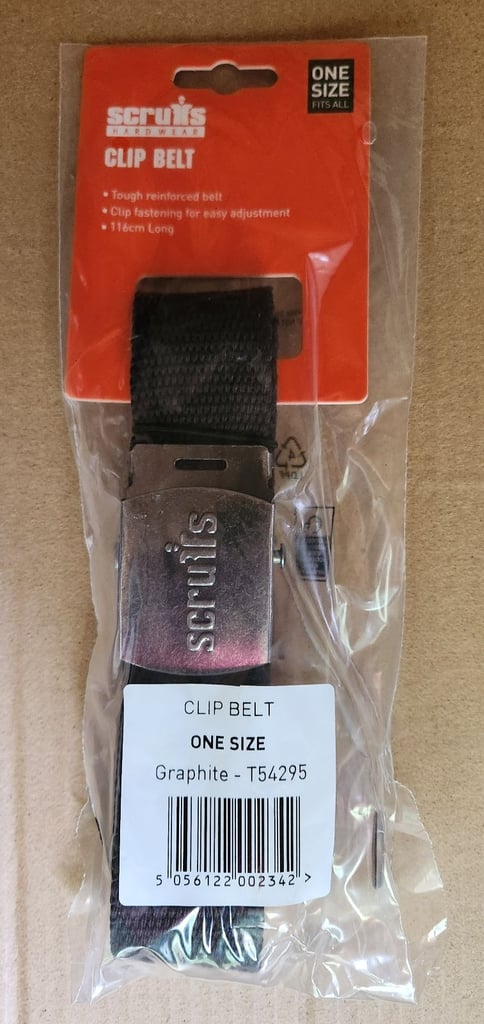 ONE
SIZE
FITS ALL
scruffs
HARDWEAR
CLIP BELT
• Tough reinforced belt
• Clip fastening for easy adjustment
• 116cm Long
scruffs
CLIP BELT
ONE SIZE
Graphite - T54295
5 056122 002342 >